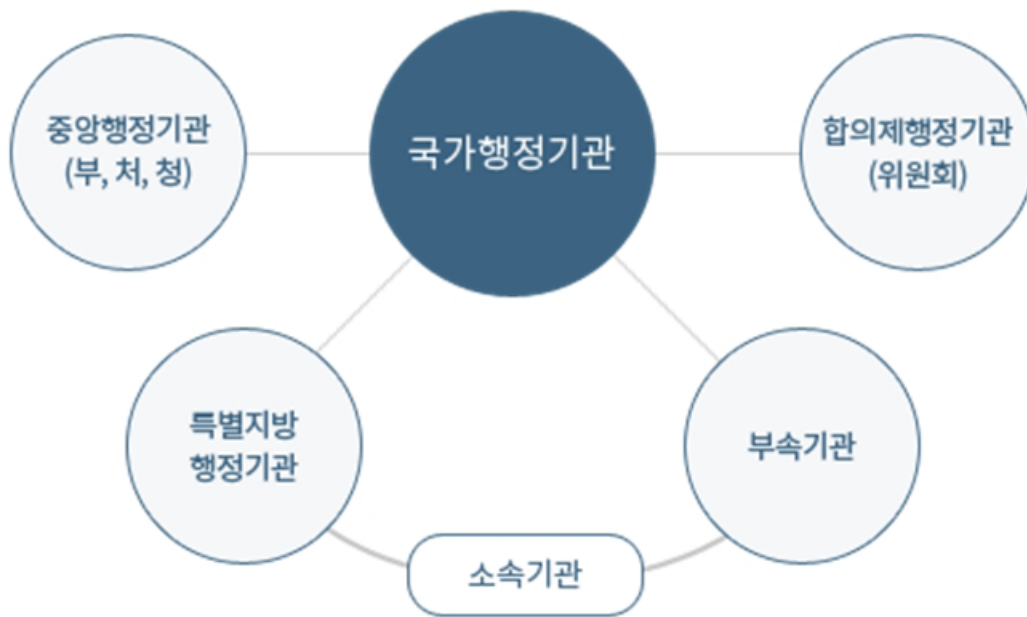 중앙행정기관
(부, 처, 청)
국가행정기관
합의제행정기관
(위원회)
특별지방
행정기관
부속기관
소속기관